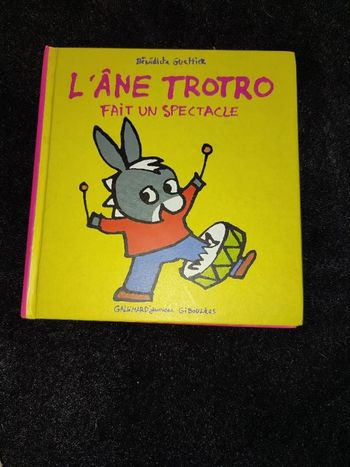 Bénédicte Guettier
L'ÂNE TROTRO
FAIT UN SPECTACLE
GALLIMARD jeunesse GiBOULÉES